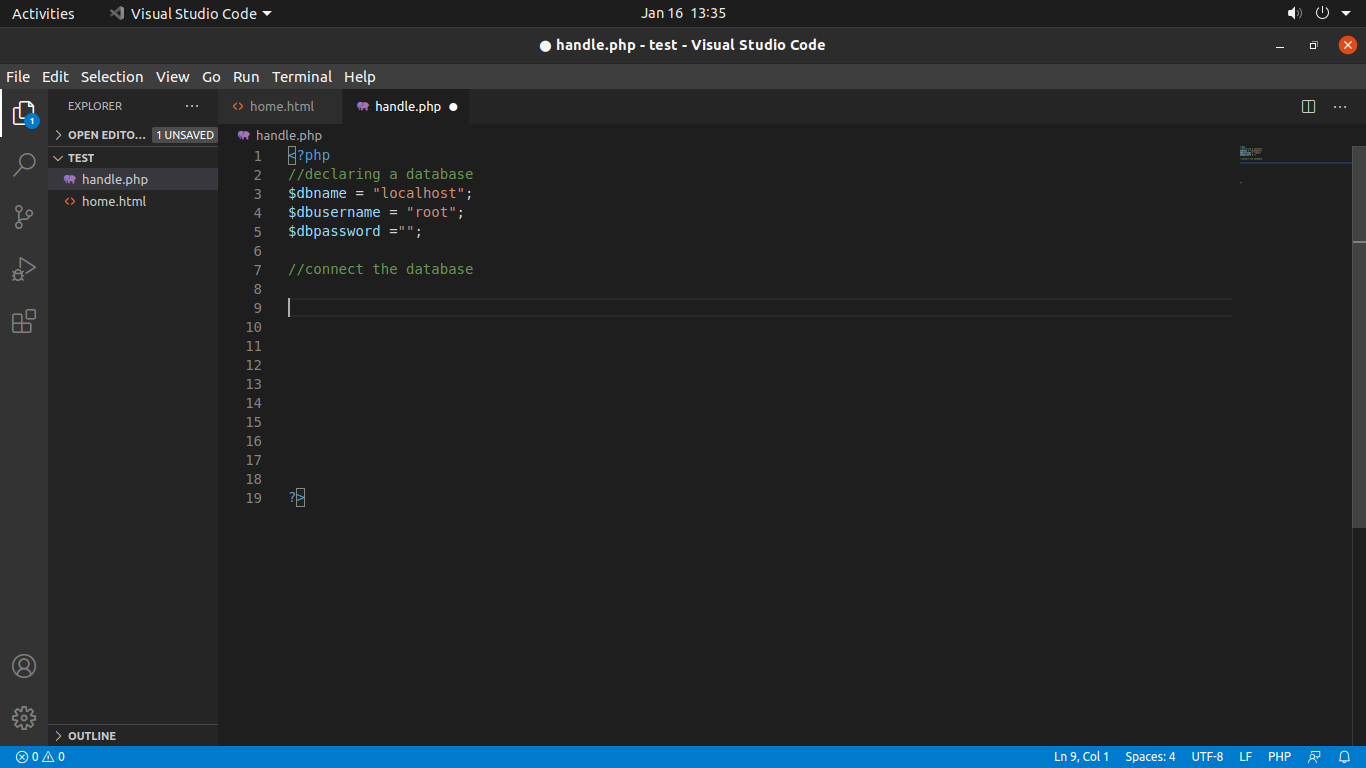 Activities Visual Studio Code Jan 16 13:35
● handle.php - test - Visual Studio Code
File Edit Selection View Go Run Terminal Help
EXPLORER ···
1
OPEN EDITO... 1 UNSAVED
TEST
handle.php
home.html
OUTLINE
home.html handle.php ●
handle.php
1 <?php
2 //declaring a database
3 $dbname = "localhost";
4 $dbusername = "root";
5 $dbpassword ="";
6
7 //connect the database
8
9
10
11
12
13
14
15
16
17
18
19 ?>
0 0 Ln 9, Col 1 Spaces: 4 UTF-8 LF PHP